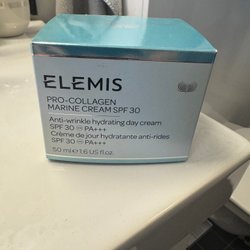 ELEMIS
PRO-COLLAGEN
MARINE CREAM SPF 30
Anti-wrinkle hydrating day cream
SPF 30 PA+++
Crème de jour hydratante anti-rides
SPF 30 PA+++
50 ml e 1.6 US fl.oz.